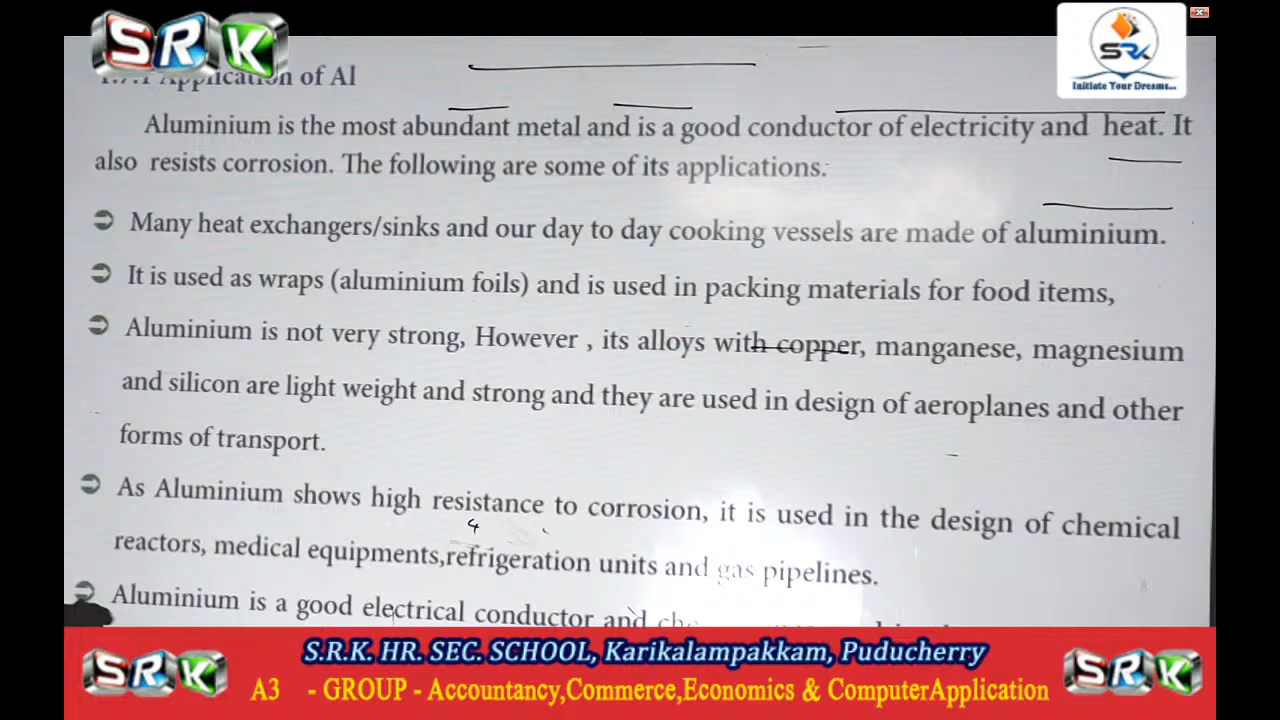 SRK
SRK
Initiate Your Dreams...
1.7.1 Application of Al
Aluminium is the most abundant metal and is a good conductor of electricity and heat. It
also resists corrosion. The following are some of its applications.
Many heat exchangers/sinks and our day to day cooking vessels are made of aluminium.
It is used as wraps (aluminium foils) and is used in packing materials for food items,
Aluminium is not very strong, However , its alloys with copper, manganese, magnesium
and silicon are light weight and strong and they are used in design of aeroplanes and other
forms of transport.
As Aluminium shows high resistance to corrosion, it is used in the design of chemical
4
reactors, medical equipments,refrigeration units and gas pipelines.
8
Aluminium is a good electrical conductor and
SRK
S.R.K. HR. SEC. SCHOOL, Karikalampakkam, Puducherry
SRK
A3 - GROUP - Accountancy,Commerce,Economics & ComputerApplication